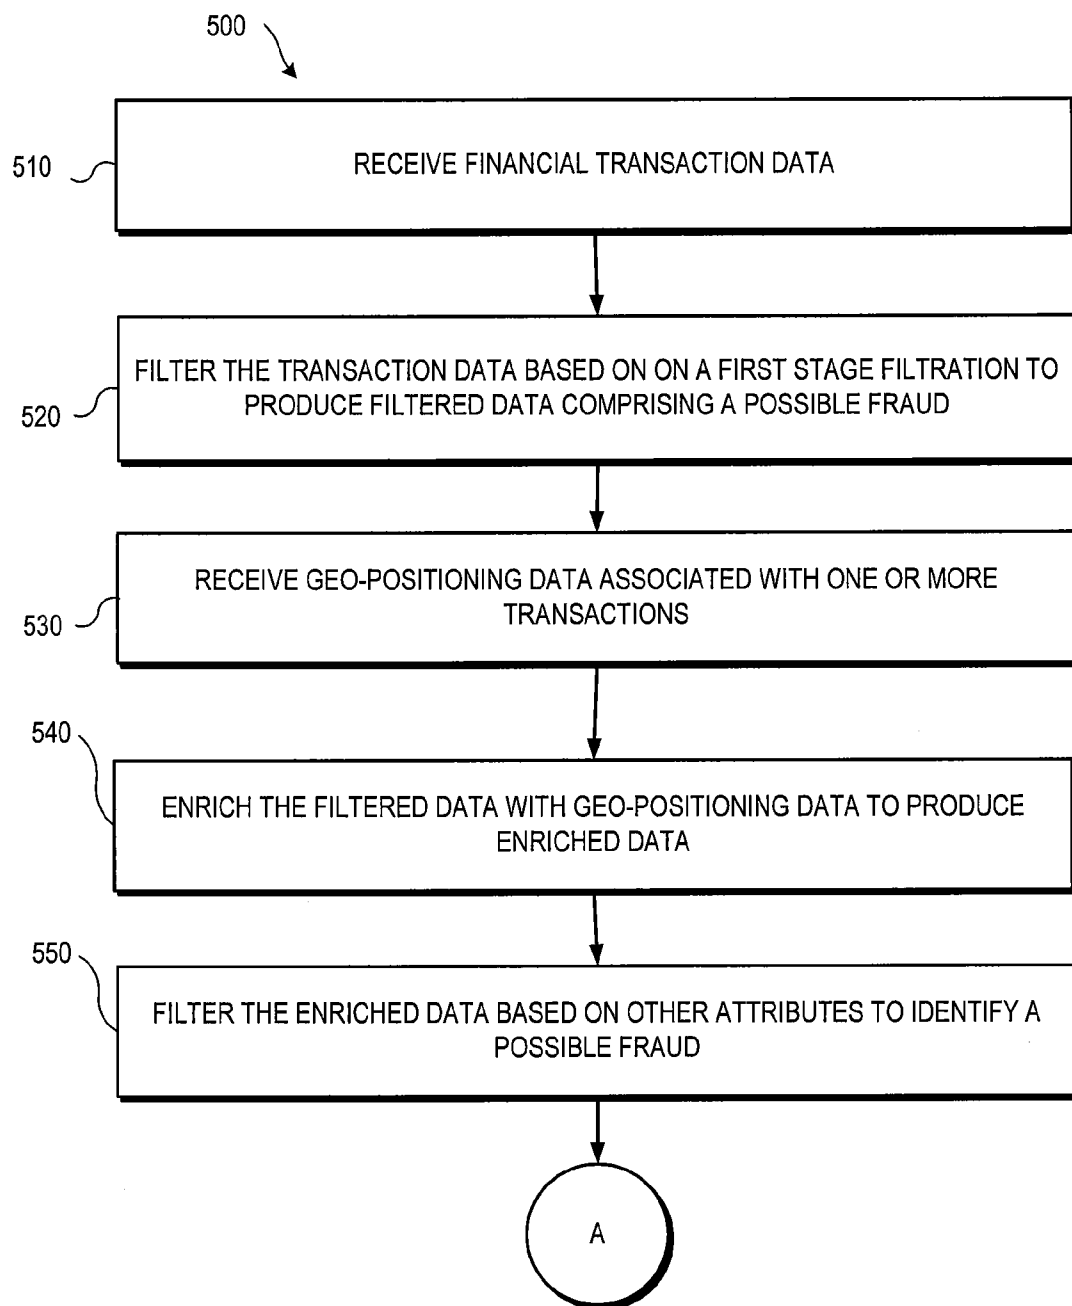 500
510
RECEIVE FINANCIAL TRANSACTION DATA
520
FILTER THE TRANSACTION DATA BASED ON ON A FIRST STAGE FILTRATION TO
PRODUCE FILTERED DATA COMPRISING A POSSIBLE FRAUD
530
RECEIVE GEO-POSITIONING DATA ASSOCIATED WITH ONE OR MORE
TRANSACTIONS
540
ENRICH THE FILTERED DATA WITH GEO-POSITIONING DATA TO PRODUCE
ENRICHED DATA
550
FILTER THE ENRICHED DATA BASED ON OTHER ATTRIBUTES TO IDENTIFY A
POSSIBLE FRAUD
A